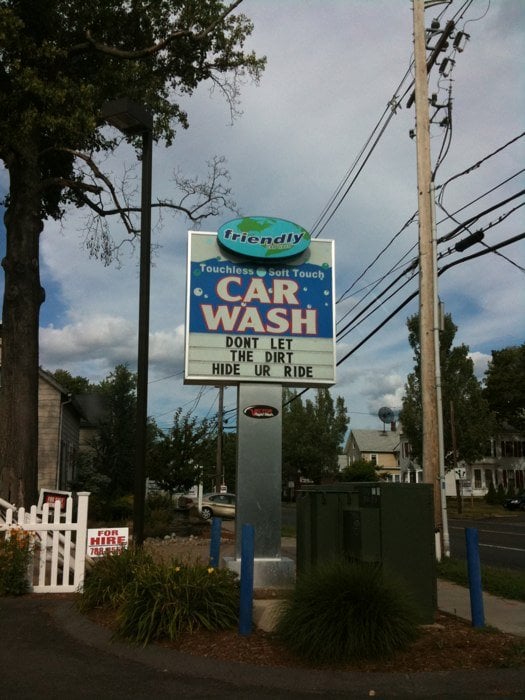 friendly
Touchless Soft Touch
CAR
WASH
DONT LET
THE DIRT
HIDE UR RIDE
FOR
HIRE